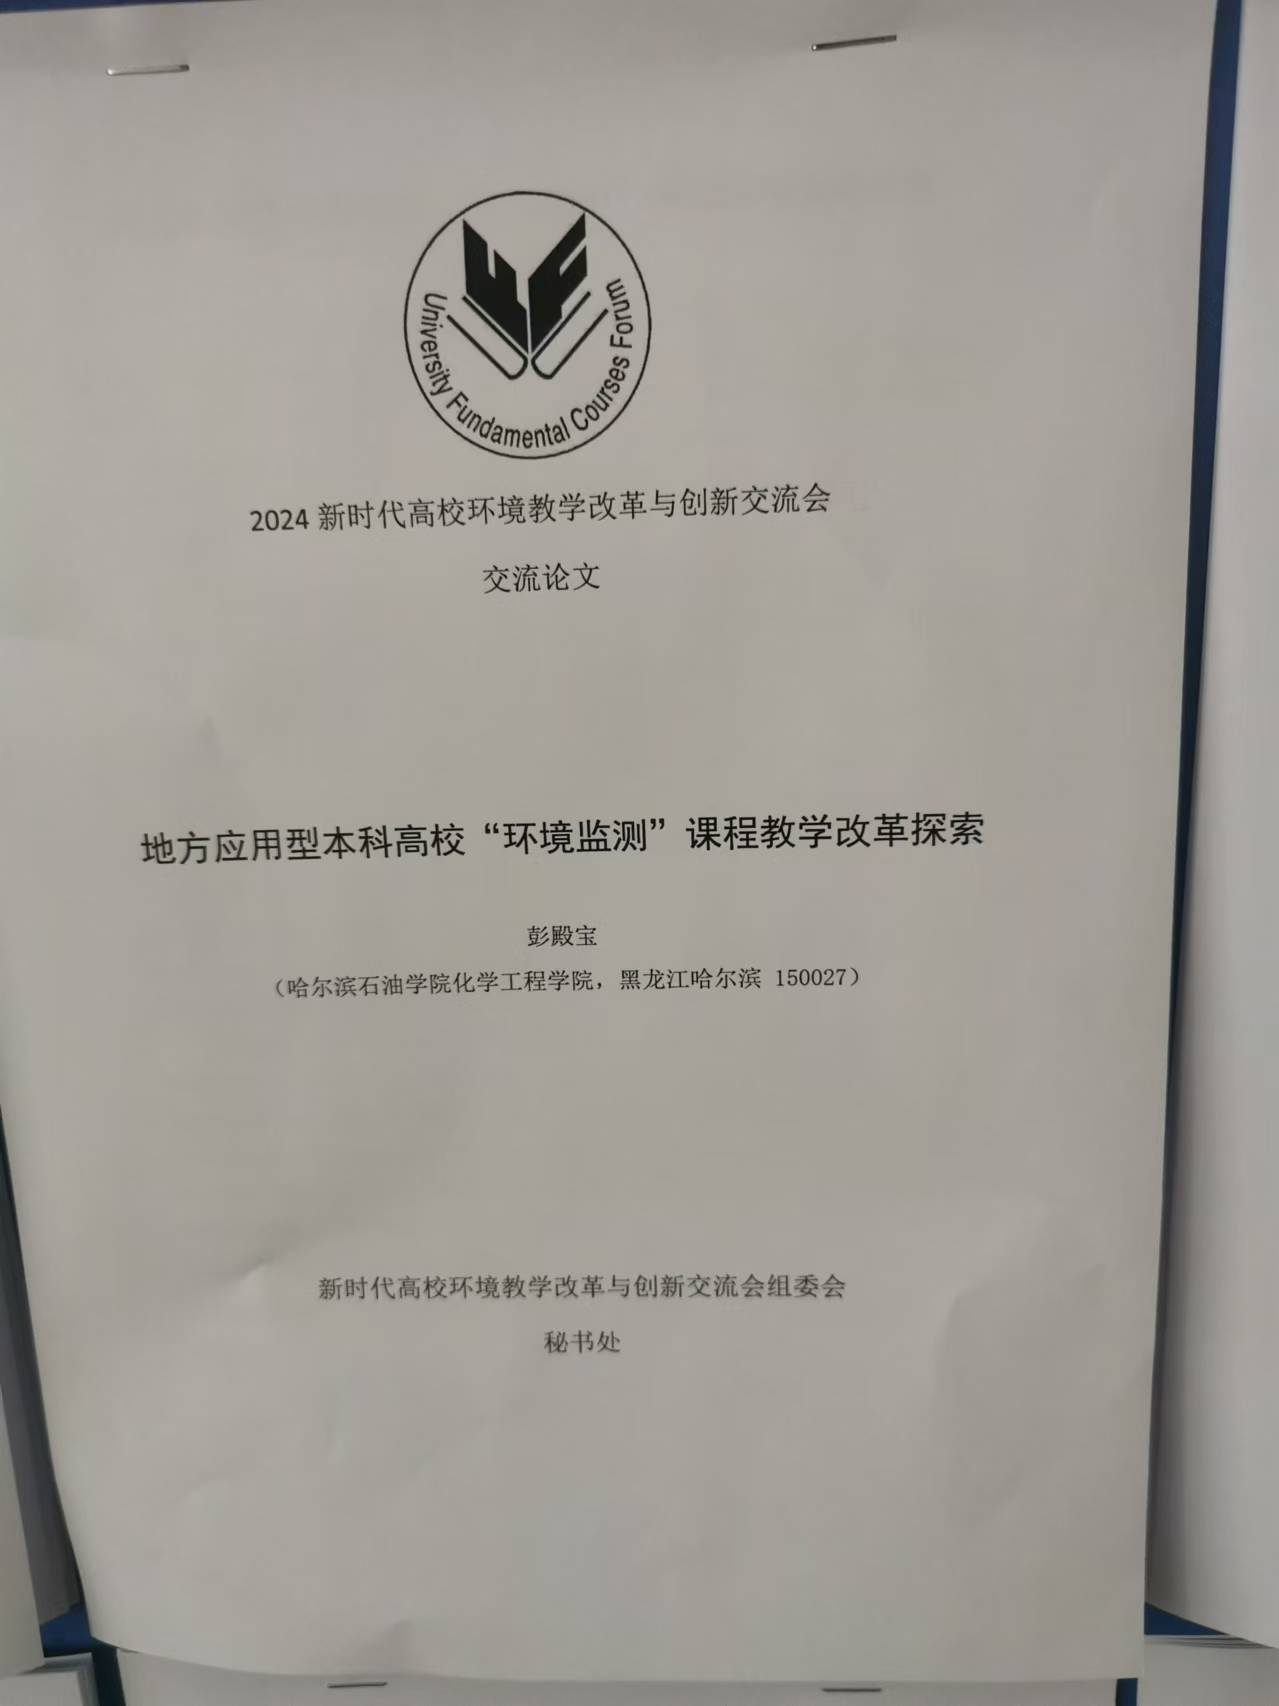 University Fundamental Courses Forum
2024 新时代高校环境教学改革与创新交流会
交流论文
地方应用型本科高校“环境监测”课程教学改革探索
彭殿宝
（哈尔滨石油学院化学工程学院，黑龙江哈尔滨 150027）
新时代高校环境教学改革与创新交流会组委会
秘书处